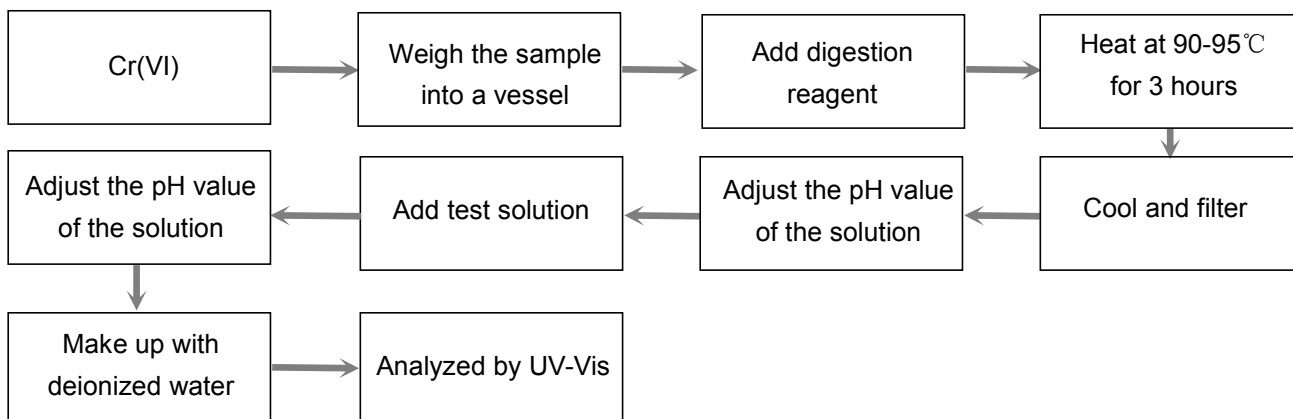 Cr(VI)
Weigh the sample
into a vessel
Add digestion
reagent
Heat at 90-95℃
for 3 hours
Cool and filter
Adjust the pH value
of the solution
Add test solution
Adjust the pH value
of the solution
Make up with
deionized water
Analyzed by UV-Vis